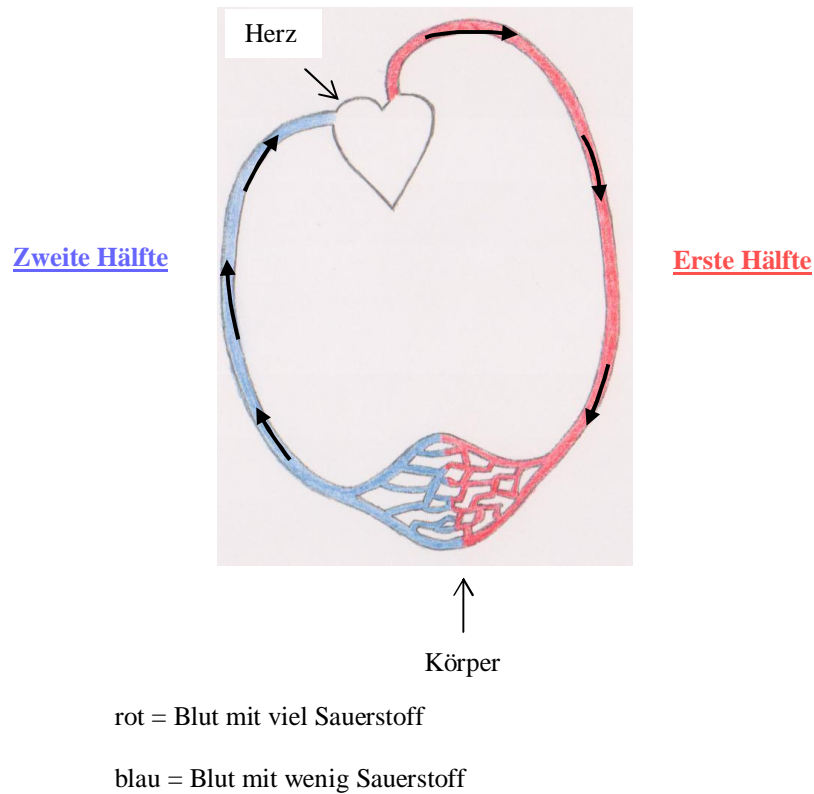 Herz
Zweite Hälfte
Erste Hälfte
Körper
rot = Blut mit viel Sauerstoff
blau = Blut mit wenig Sauerstoff